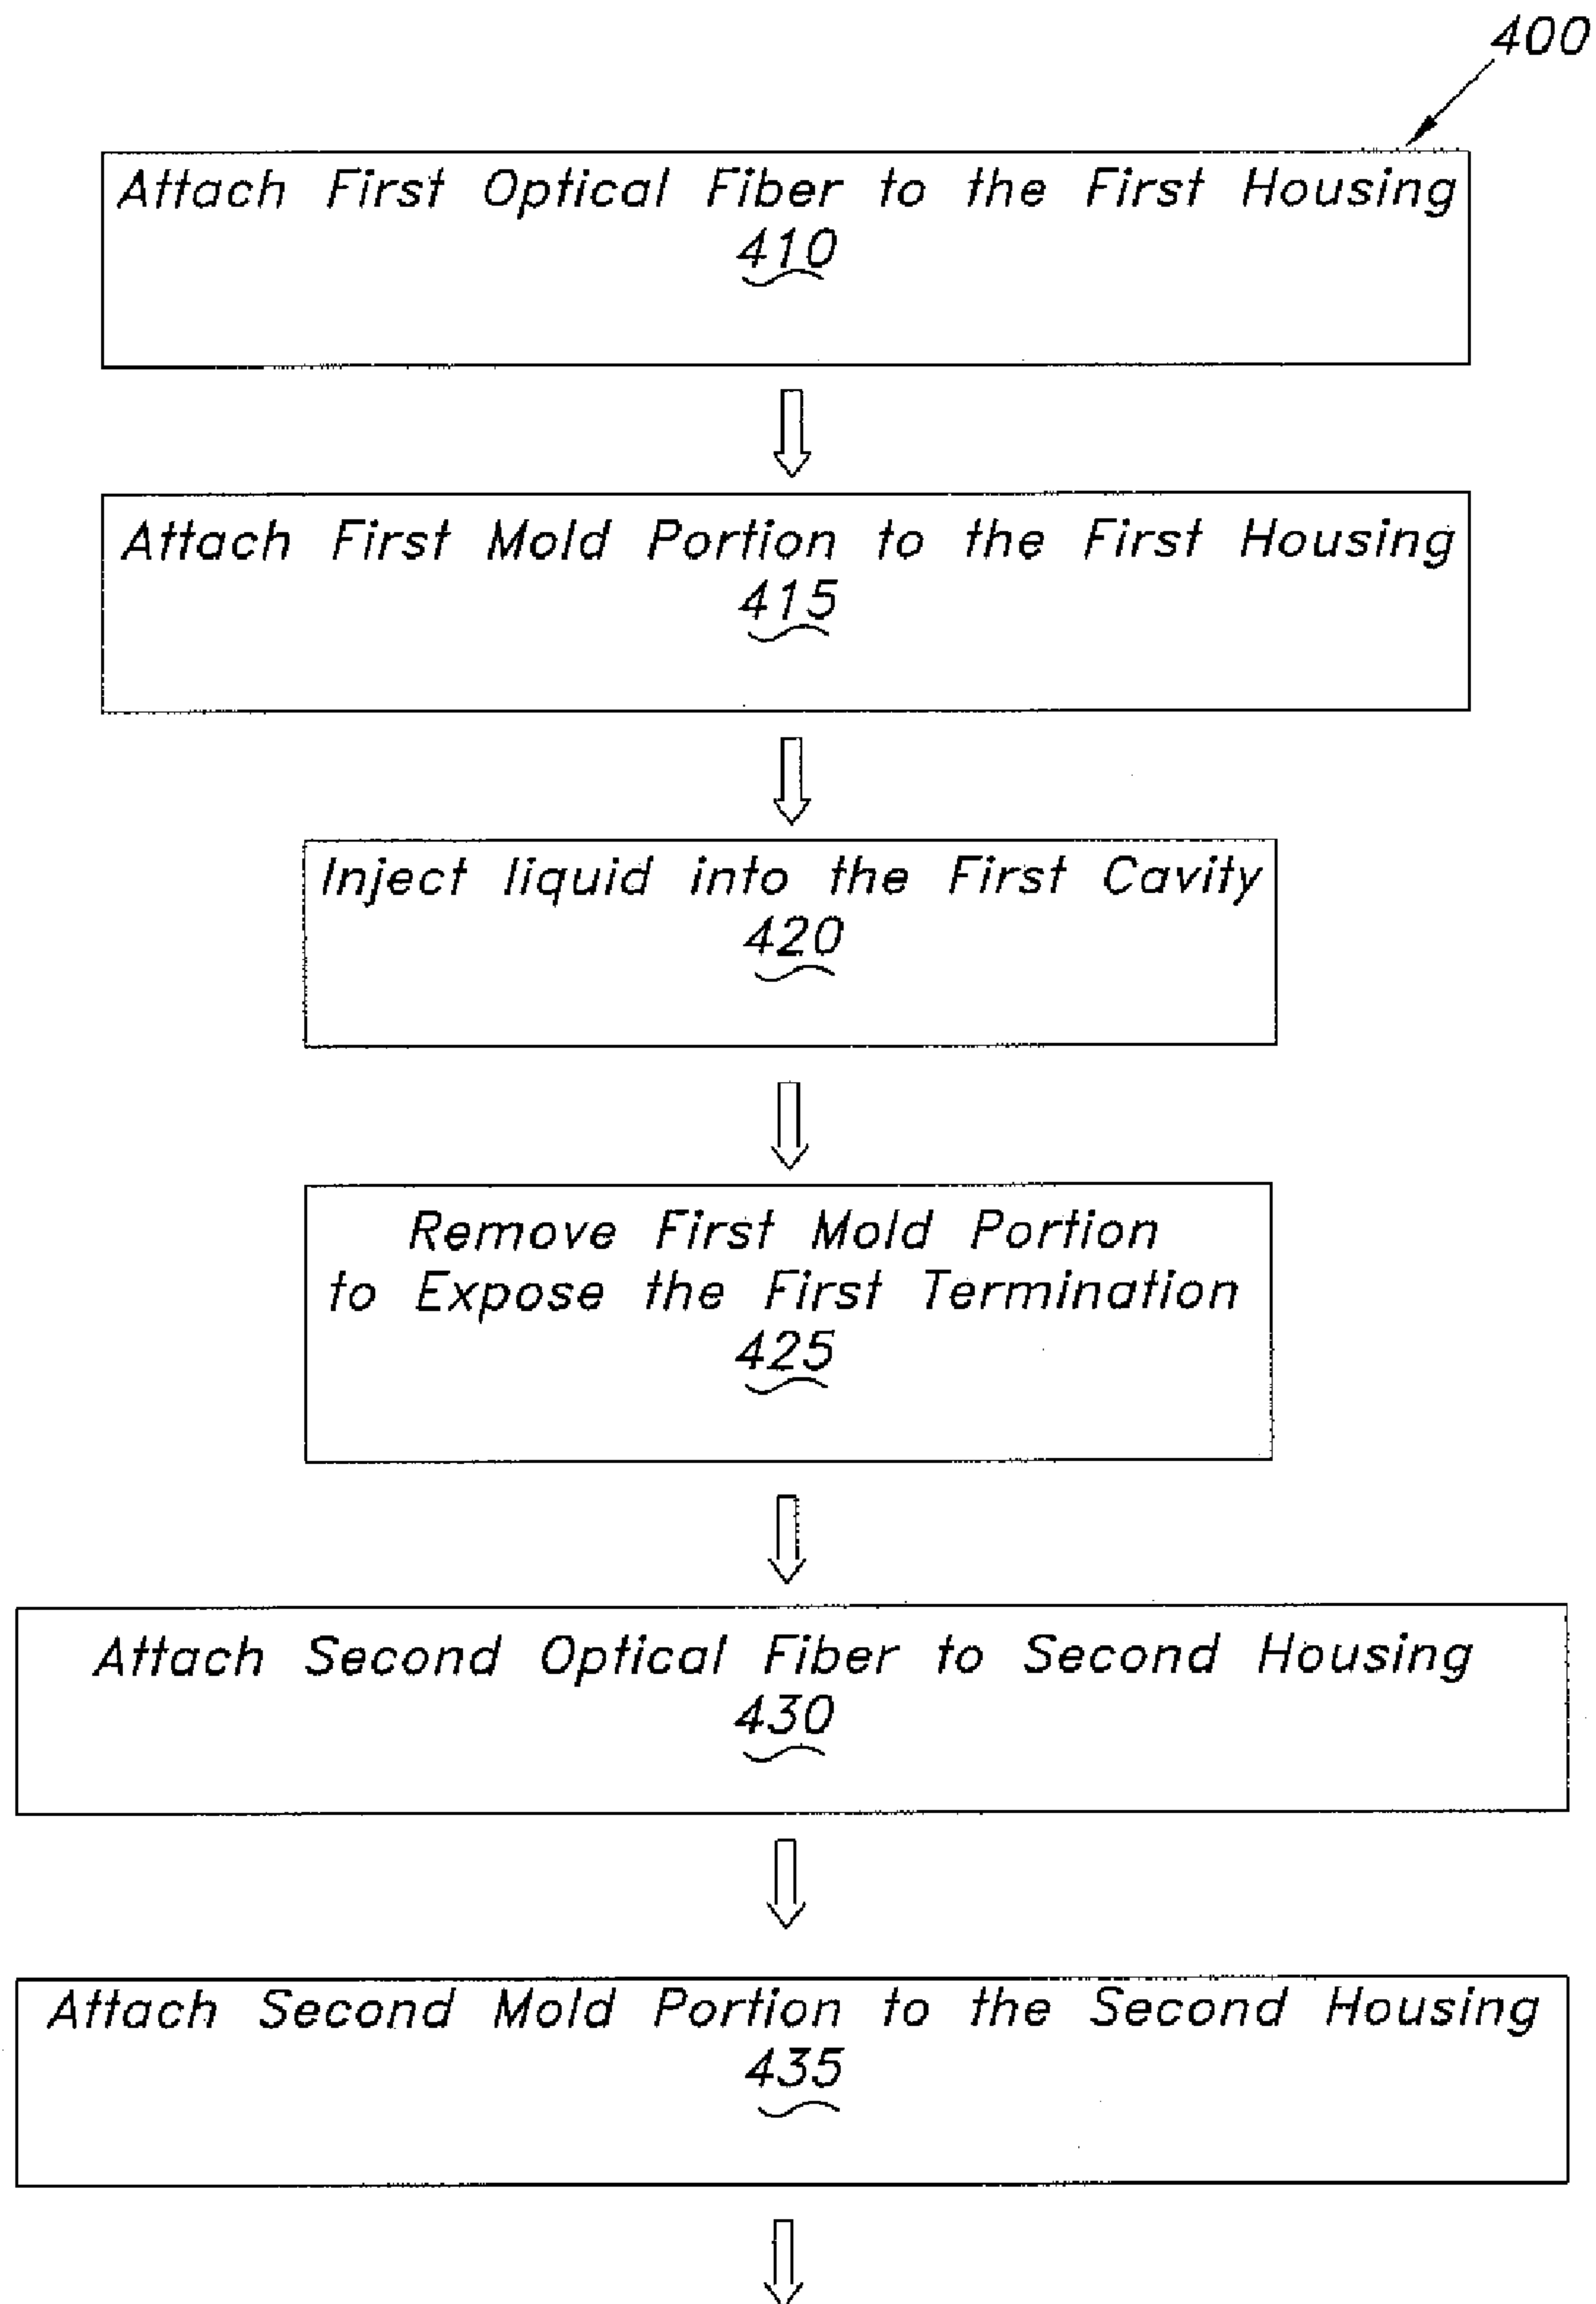 400
Attach First Optical Fiber to the First Housing
410
Attach First Mold Portion to the First Housing
415
Inject liquid into the First Cavity
420
Remove First Mold Portion
to Expose the First Termination
425
Attach Second Optical Fiber to Second Housing
430
Attach Second Mold Portion to the Second Housing
435